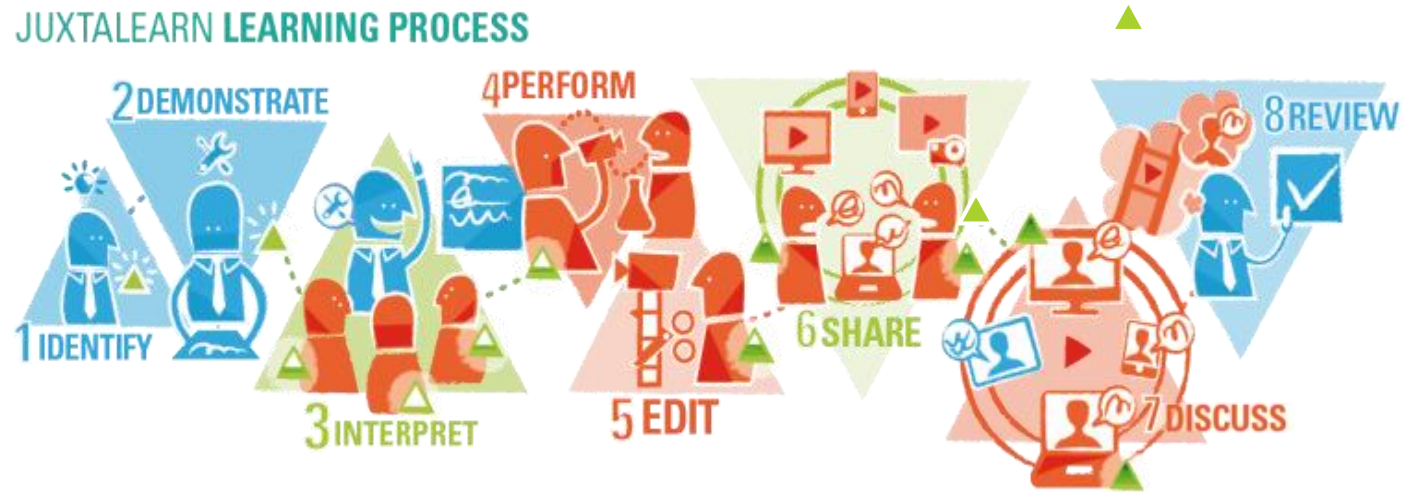 JUXTALEARN LEARNING PROCESS
1 IDENTIFY
2 DEMONSTRATE
3 INTERPRET
4 PERFORM
5 EDIT
6 SHARE
7 DISCUSS
8 REVIEW